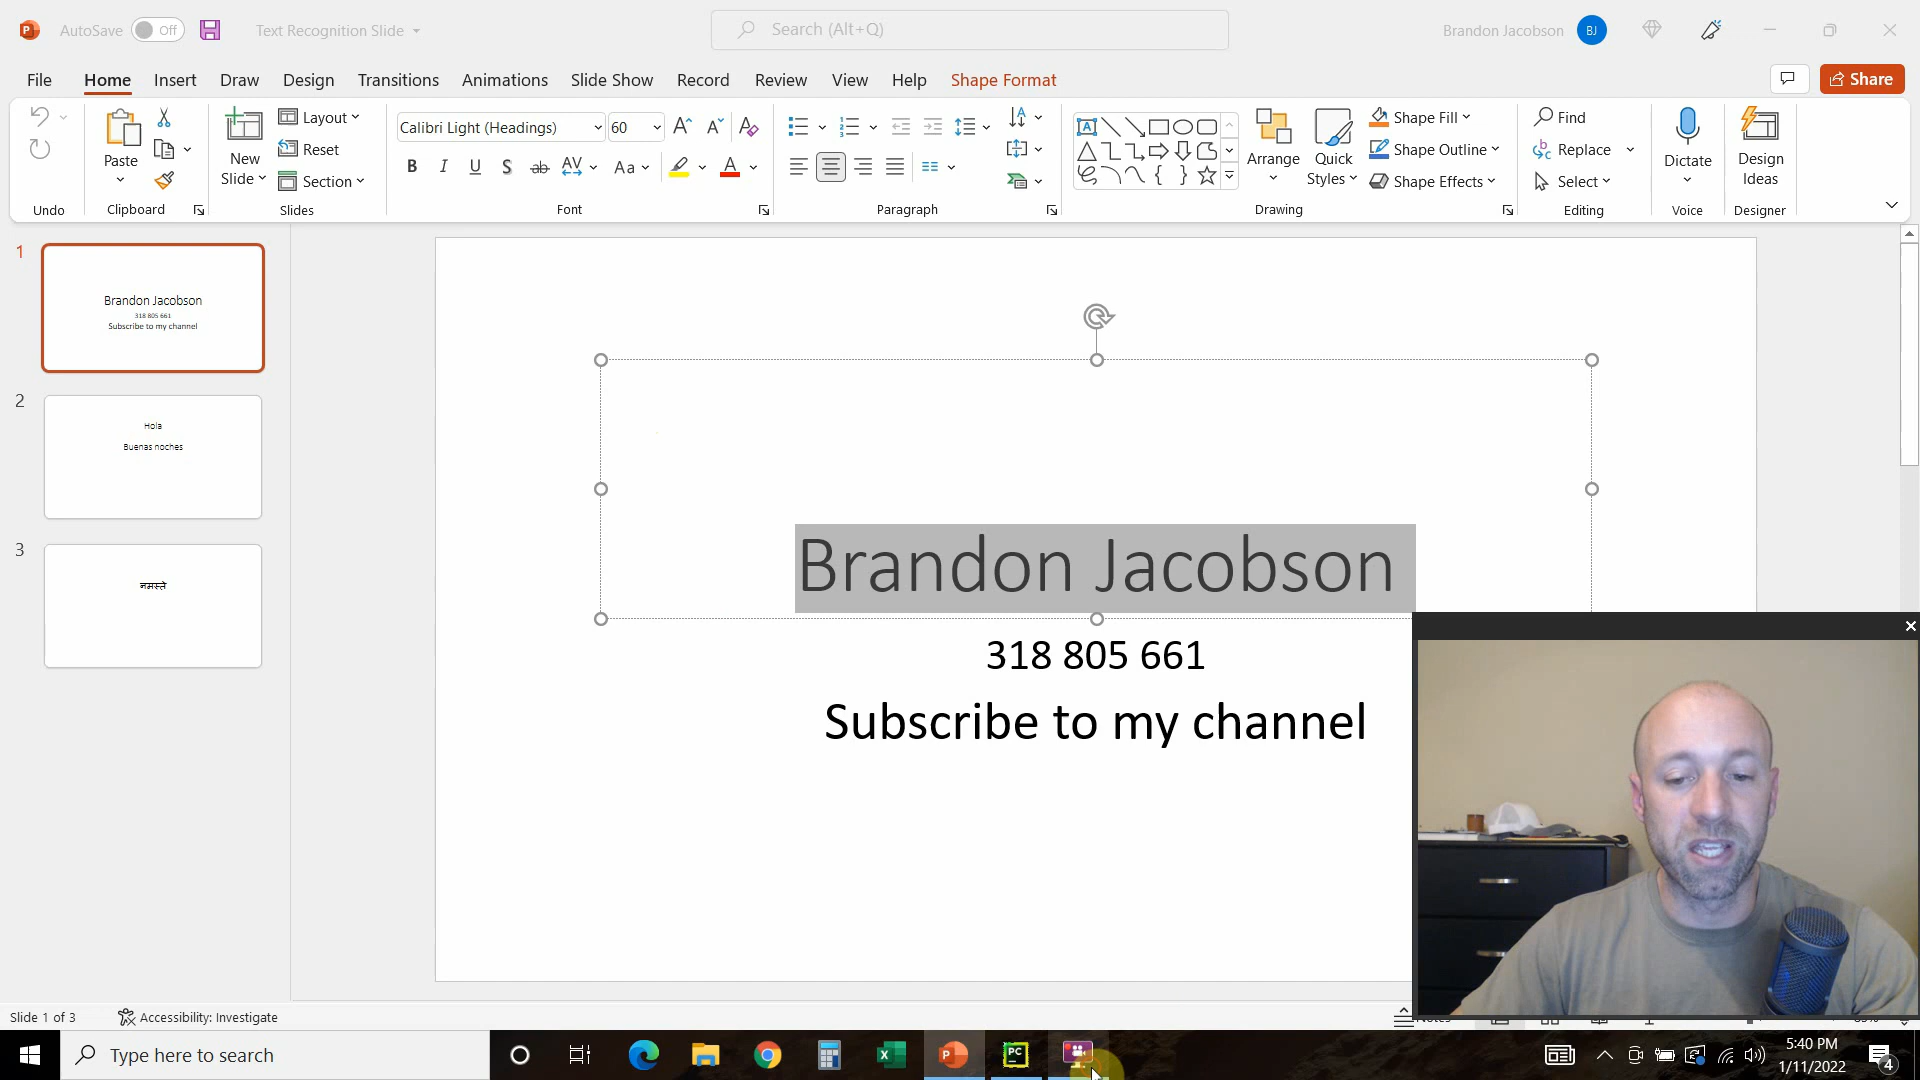 AutoSave Off Text Recognition Slide Search (Alt+Q) Brandon Jacobson BJ
File Home Insert Draw Design Slide Show Transitions Animations Record Review View Help Shape Format Share
Paste
New Slide
Layout
Reset
Section
Calibri Light (Headings) 60
Arrange
Quick Styles
Shape Fill
Shape Outline
Shape Effects
Find
Replace
Select
Dictate
Design Ideas
Undo Clipboard Slides Font Paragraph Drawing Editing Voice Designer
1
Brandon Jacobson
318 805 661
Subscribe to my channel
2
Hola
Buenas noches
3
नमस्ते
Brandon Jacobson
318 805 661
Subscribe to my channel
Slide 1 of 3 Accessibility: Investigate
Type here to search
PC
5:40 PM
1/11/2022
4